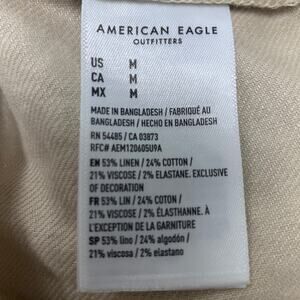 AMERICAN EAGLE
OUTFITTERS
US M
CA M
MX M
MADE IN BANGLADESH / FABRIQUÉ AU
BANGLADESH / HECHO EN BANGLADESH
RN 54485 / CA 03873
RFC# AEM120605U9A
EN 53% LINEN / 24% COTTON /
21% VISCOSE / 2% ELASTANE. EXCLUSIVE
OF DECORATION
FR 53% LIN / 24% COTON /
21% VISCOSE / 2% ÉLASTHANNE. À
L'EXCEPTION DE LA GARNITURE
SP 53% lino / 24% algodón /
21% viscosa / 2% elastano